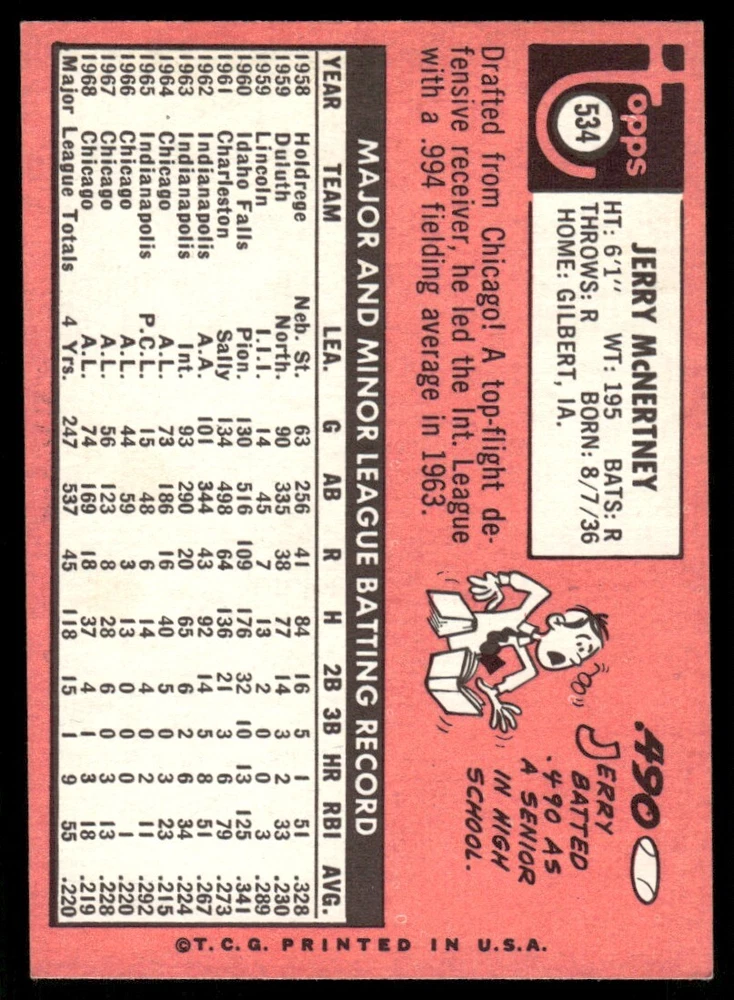 Topps
534
JERRY McNERTNEY
HT: 6'1" WT: 195 BATS: R
THROWS: R BORN: 8/7/36
HOME: GILBERT, IA.
.490
JERRY
BATTED
.490 AS
A SENIOR
IN HIGH
SCHOOL.
Drafted from Chicago! A top-flight de-
fensive receiver, he led the Int. League
with a .994 fielding average in 1963.
MAJOR AND MINOR LEAGUE BATTING RECORD
YEAR TEAM LEA. G AB R H 2B 3B HR RBI AVG.
1958 Holdrege Neb. St. 63 256 41 84 16 5 1 51 .328
1959 Duluth North. 90 335 38 77 14 3 2 33 .230
1959 Lincoln I.I.I. 14 45 7 13 2 0 0 3 .289
1960 Idaho Falls Pion. 130 516 109 176 32 10 13 125 .341
1961 Charleston Sally 134 498 64 136 21 3 6 79 .273
1962 Indianapolis A.A. 101 344 43 92 14 5 8 51 .267
1963 Indianapolis Int. 93 290 20 65 6 2 6 34 .224
1964 Chicago A.L. 73 186 16 40 5 0 3 23 .215
1965 Indianapolis P.C.L. 15 48 6 14 4 0 2 11 .292
1966 Chicago A.L. 44 59 3 13 0 0 0 1 .220
1967 Chicago A.L. 56 123 8 28 6 0 3 13 .228
1968 Chicago A.L. 74 169 18 37 4 1 3 18 .219
Major League Totals 4 Yrs. 247 537 45 118 15 1 9 55 .220
©T.C.G. PRINTED IN U.S.A.